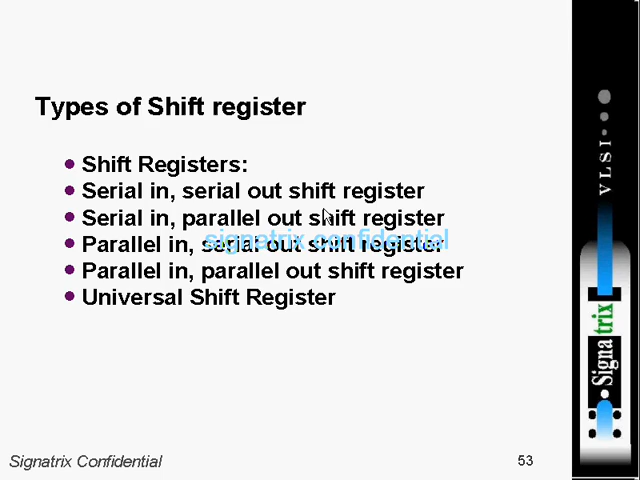 Types of Shift register
Shift Registers:
Serial in, serial out shift register
Serial in, parallel out shift register
Parallel in, serial out shift register
signatrix confidential
Parallel in, parallel out shift register
Universal Shift Register
VLSI
Signatrix
Signatrix Confidential
53